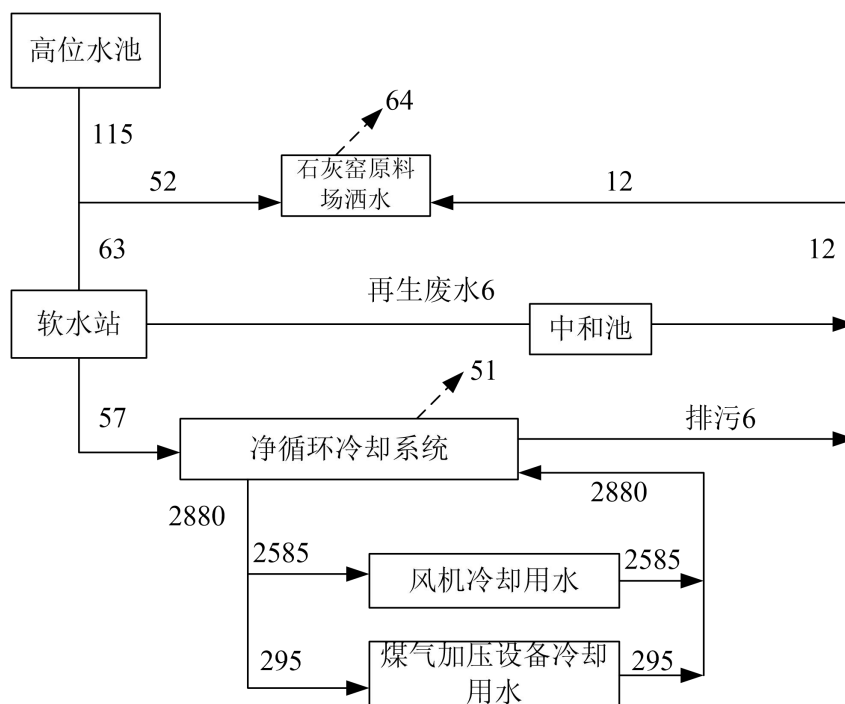 高位水池
115
64
52
石灰窑原料
场洒水
12
63
12
软水站
再生废水6
中和池
57
51
净循环冷却系统
排污6
2880
2880
2585
风机冷却用水
2585
295
煤气加压设备冷却
用水
295